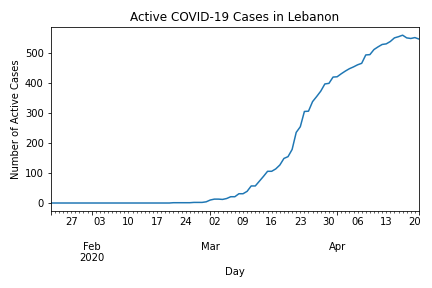 Active COVID-19 Cases in Lebanon
Number of Active Cases
500
400
300
200
100
0
27 03 10 17 24 02 09 16 23 30 06 13 20
Feb Mar Apr
2020
Day